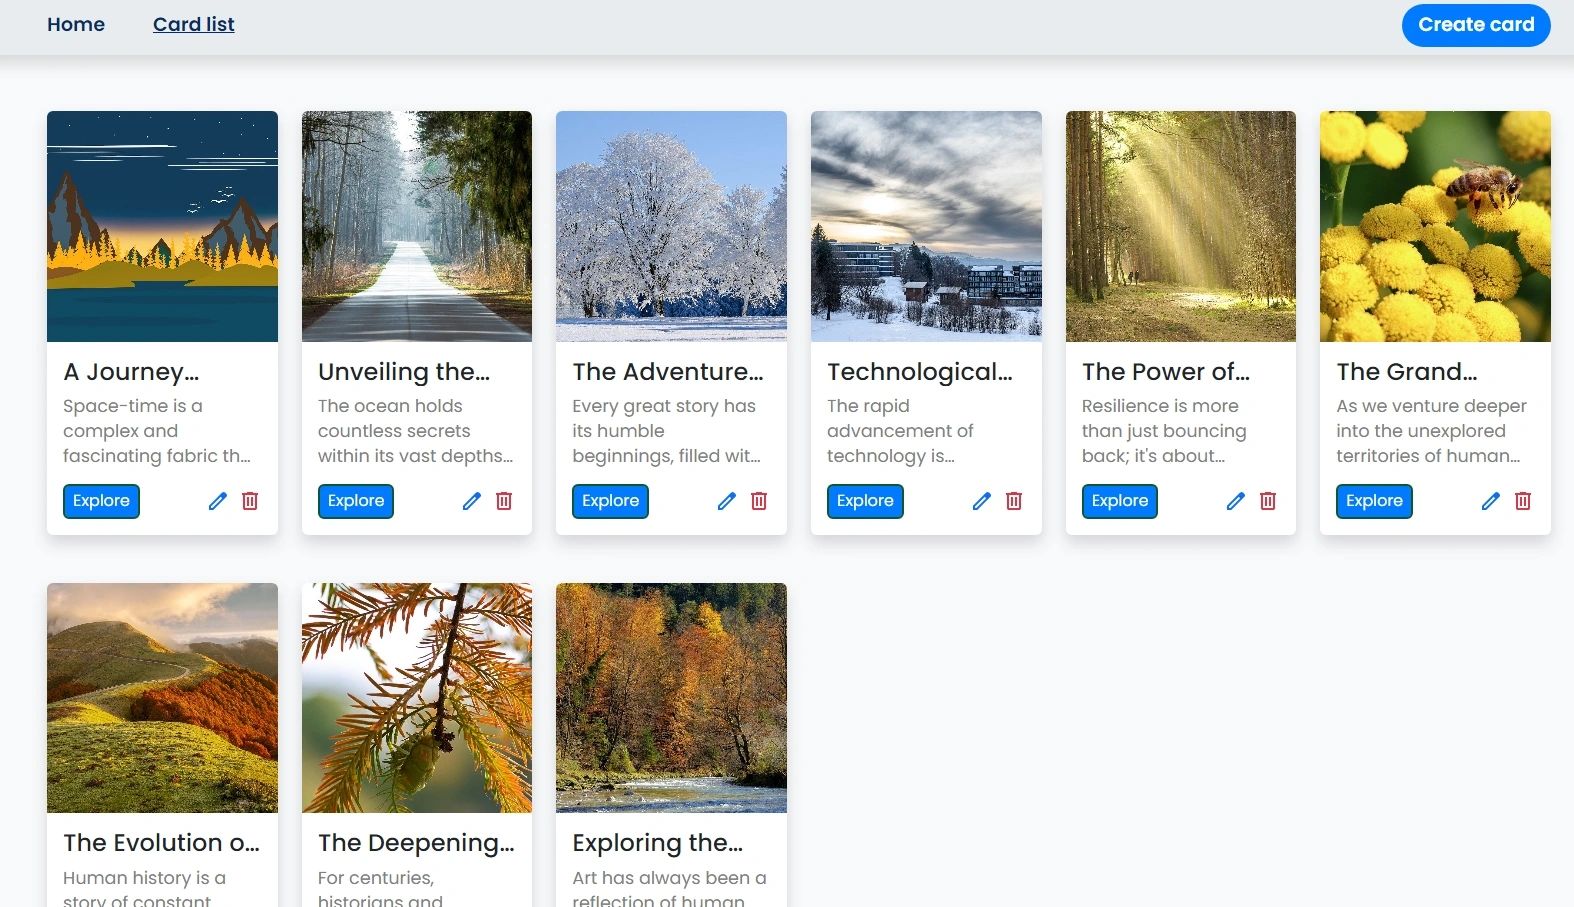 Home
Card list
Create card
A Journey...
Space-time is a
complex and
fascinating fabric th...
Explore
Unveiling the...
The ocean holds
countless secrets
within its vast depths...
Explore
The Adventure...
Every great story has
its humble
beginnings, filled wit...
Explore
Technological...
The rapid
advancement of
technology is...
Explore
The Power of...
Resilience is more
than just bouncing
back; it's about...
Explore
The Grand...
As we venture deeper
into the unexplored
territories of human...
Explore
The Evolution o...
Human history is a
story of constant
The Deepening...
For centuries,
historians and
Exploring the...
Art has always been a
reflection of human